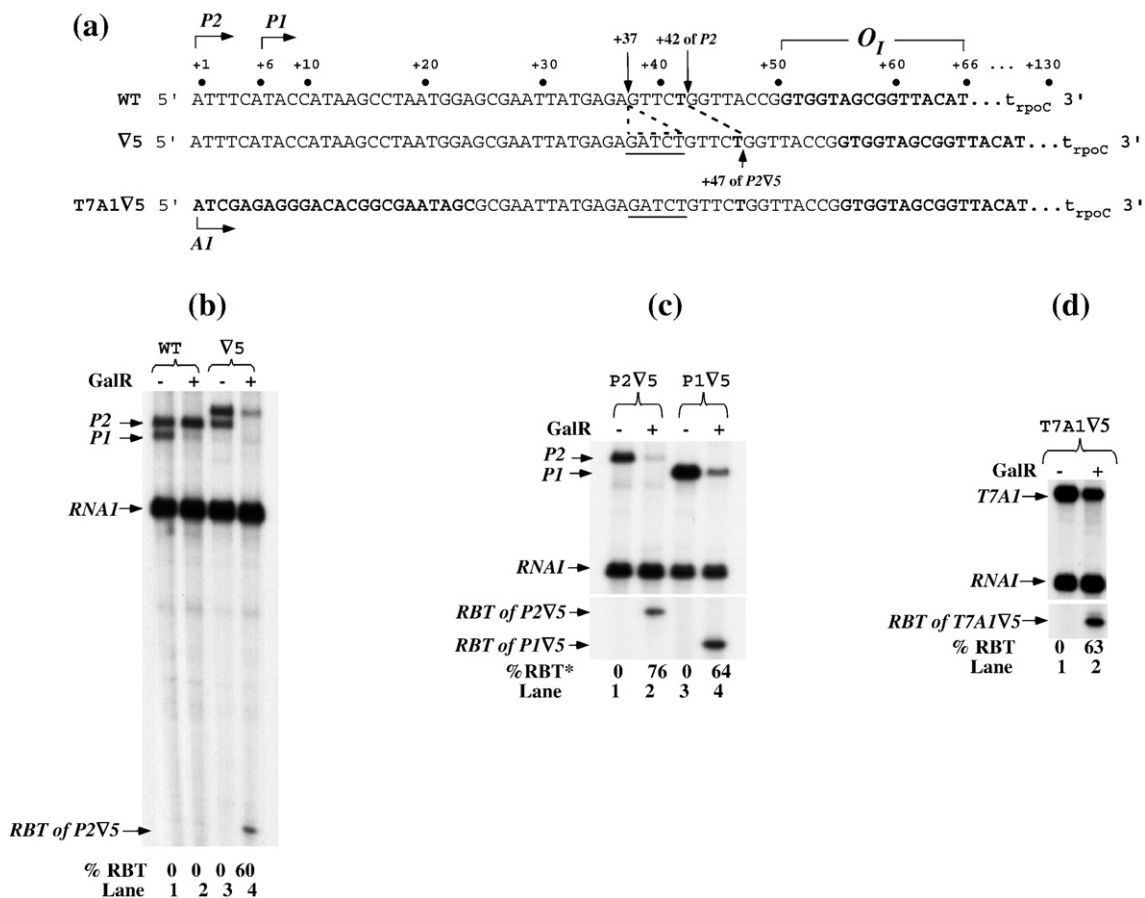 (a)
P2 P1
+37 +42 of P2 O_I
+1 +6 +10 +20 +30 +40 +50 +60 +66 ... +130
WT 5' ATTTCATACCATAAGCCTAATGGAGCGAATTATGAGAGTTCTGGTTACCGGTGGTAGCGGTTACAT...t_rpoC 3'
∇5 5' ATTTCATACCATAAGCCTAATGGAGCGAATTATGAGAGATCTGTTCTGGTTACCGGTGGTAGCGGTTACAT...t_rpoC 3'
+47 of P2∇5
T7A1∇5 5' ATCGAGAGGGACACGGCGAATAGCGCGAATTATGAGAGATCTGTTCTGGTTACCGGTGGTAGCGGTTACAT...t_rpoC 3'
A1
(b)
WT ∇5
GalR - + - +
P2
P1
RNA1
RBT of P2∇5
% RBT 0 0 0 60
Lane 1 2 3 4
(c)
P2∇5 P1∇5
GalR - + - +
P2
P1
RNAI
RBT of P2∇5
RBT of P1∇5
%RBT* 0 76 0 64
Lane 1 2 3 4
(d)
T7A1∇5
GalR - +
T7A1
RNAI
RBT of T7A1∇5
% RBT 0 63
Lane 1 2